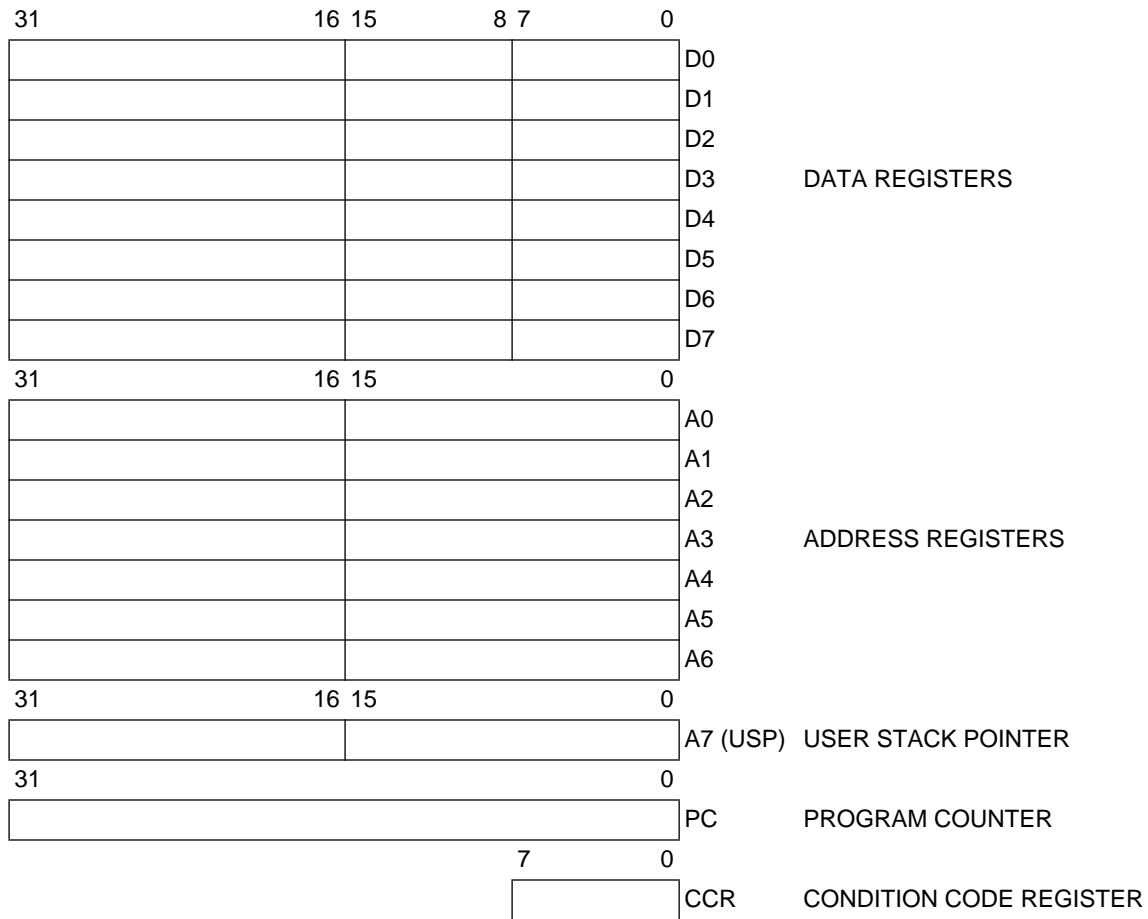 31 16 15 8 7 0
D0
D1
D2
D3 DATA REGISTERS
D4
D5
D6
D7
31 16 15 0
A0
A1
A2
A3 ADDRESS REGISTERS
A4
A5
A6
31 16 15 0
A7 (USP) USER STACK POINTER
31 0
PC PROGRAM COUNTER
7 0
CCR CONDITION CODE REGISTER